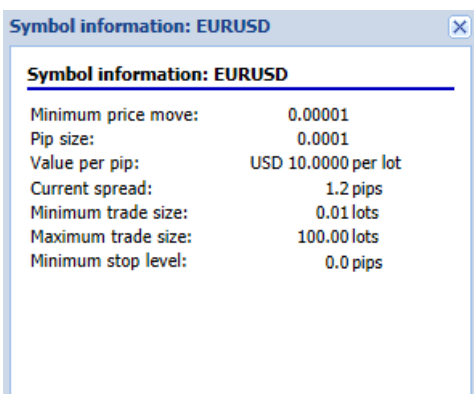 Symbol information: EURUSD
Symbol information: EURUSD
Minimum price move: 0.00001
Pip size: 0.0001
Value per pip: USD 10.0000 per lot
Current spread: 1.2 pips
Minimum trade size: 0.01 lots
Maximum trade size: 100.00 lots
Minimum stop level: 0.0 pips